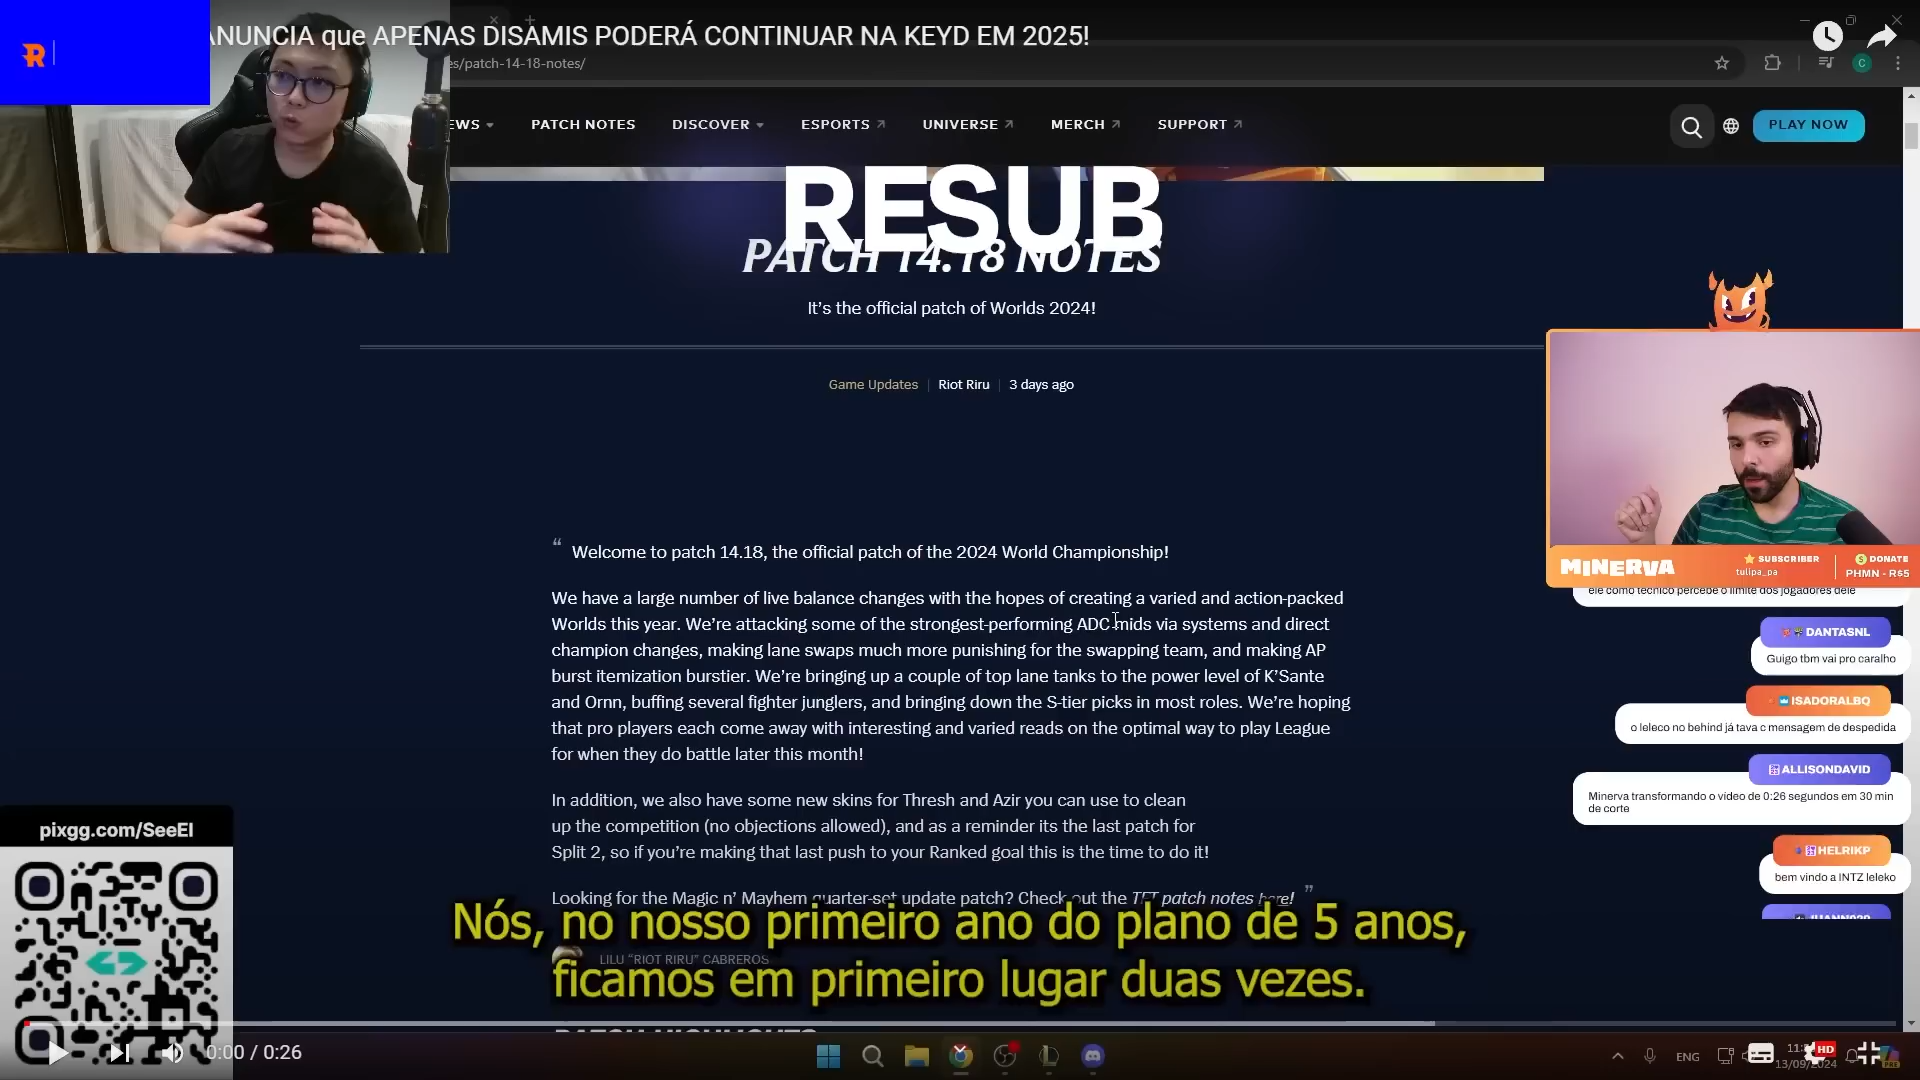 ANUNCIA que APENAS DISAMIS PODERÁ CONTINUAR NA KEYD EM 2025!
es/patch-14-18-notes/
C
EWS
PATCH NOTES
DISCOVER
ESPORTS
UNIVERSE
MERCH
SUPPORT
PLAY NOW
RESUB
PATCH 14.18 NOTES
It's the official patch of Worlds 2024!
Game Updates
Riot Riru
3 days ago
“ Welcome to patch 14.18, the official patch of the 2024 World Championship!
We have a large number of live balance changes with the hopes of creating a varied and action-packed
Worlds this year. We're attacking some of the strongest-performing ADC mids via systems and direct
champion changes, making lane swaps much more punishing for the swapping team, and making AP
burst itemization burstier. We're bringing up a couple of top lane tanks to the power level of K'Sante
and Ornn, buffing several fighter junglers, and bringing down the S-tier picks in most roles. We're hoping
that pro players each come away with interesting and varied reads on the optimal way to play League
for when they do battle later this month!
In addition, we also have some new skins for Thresh and Azir you can use to clean
up the competition (no objections allowed), and as a reminder its the last patch for
Split 2, so if you're making that last push to your Ranked goal this is the time to do it!
Looking for the Magic n' Mayhem quarter-set update patch? Check out the TFT patch notes here! ”
LILU “RIOT RIRU” CABREROS
Nós, no nosso primeiro ano do plano de 5 anos,
ficamos em primeiro lugar duas vezes.
PATCH HIGHLIGHTS
MINERVA
SUBSCRIBER
tulipa_pa
DONATE
PHMN - R$5
ele como técnico percebe o limite dos jogadores dele
DANTASNL
Guigo tbm vai pro caralho
ISADORALBQ
o leleco no behind já tava c mensagem de despedida
ALLISONDAVID
Minerva transformando o vídeo de 0:26 segundos em 30 min
de corte
HELRIKP
bem vindo a INTZ leleko
pixgg.com/SeeEl
0:00 / 0:26
ENG
HD
13/09/2024